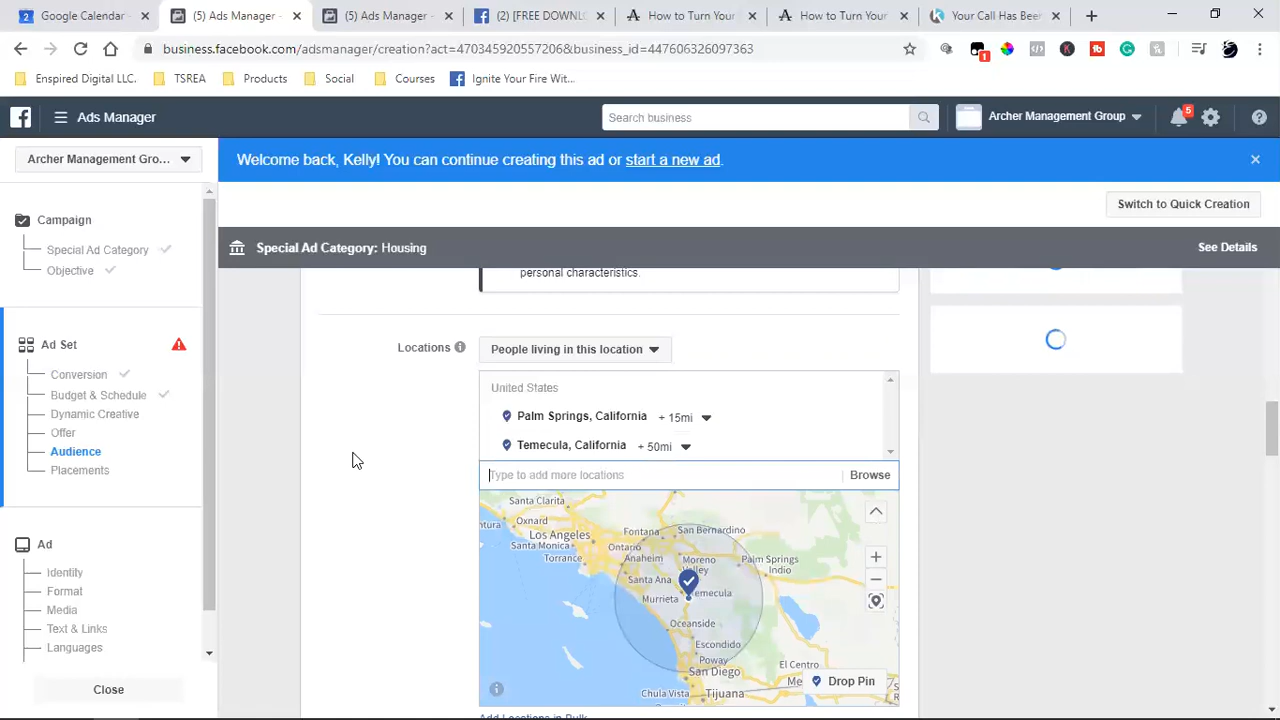 Google Calendar -
(5) Ads Manager -
(5) Ads Manager -
(2) [FREE DOWNLO
How to Turn Your
How to Turn Your
Your Call Has Been
business.facebook.com/adsmanager/creation?act=470345920557206&business_id=447606326097363
1
Enspired Digital LLC.
TSREA
Products
Social
Courses
Ignite Your Fire Wit...
Ads Manager
Search business
Archer Management Group
5
Archer Management Gro...
Welcome back, Kelly! You can continue creating this ad or start a new ad.
Switch to Quick Creation
Campaign
Special Ad Category
Objective
Special Ad Category: Housing
See Details
personal characteristics.
Ad Set
Conversion
Budget & Schedule
Dynamic Creative
Offer
Audience
Placements
Locations
People living in this location
United States
Palm Springs, California + 15mi
Temecula, California + 50mi
Type to add more locations
Browse
Santa Clarita
Oxnard
Los Angeles
Santa Monica
Torrance
Fontana
San Bernardino
Ontario
Anaheim
Moreno
Valley
Palm Springs
Indio
Santa Ana
Murrieta
Temecula
Oceanside
Escondido
Poway
San Diego
El Centro
Chula Vista
Tijuana
Drop Pin
Add Locations in Bulk
Ad
Identity
Format
Media
Text & Links
Languages
Close